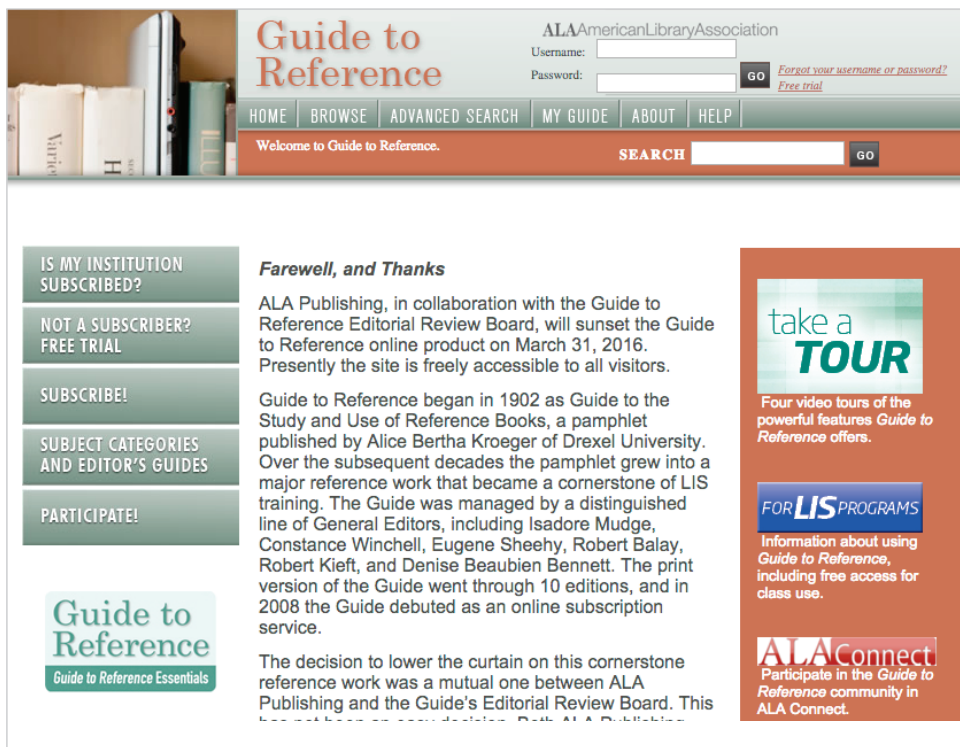 Guide to
Reference
ALAAmericanLibraryAssociation
Username:
Password:
GO
Forgot your username or password?
Free trial
HOME
BROWSE
ADVANCED SEARCH
MY GUIDE
ABOUT
HELP
Welcome to Guide to Reference.
SEARCH
GO
IS MY INSTITUTION
SUBSCRIBED?
NOT A SUBSCRIBER?
FREE TRIAL
SUBSCRIBE!
SUBJECT CATEGORIES
AND EDITOR'S GUIDES
PARTICIPATE!
Guide to
Reference
Guide to Reference Essentials
Farewell, and Thanks
ALA Publishing, in collaboration with the Guide to
Reference Editorial Review Board, will sunset the Guide
to Reference online product on March 31, 2016.
Presently the site is freely accessible to all visitors.
Guide to Reference began in 1902 as Guide to the
Study and Use of Reference Books, a pamphlet
published by Alice Bertha Kroeger of Drexel University.
Over the subsequent decades the pamphlet grew into a
major reference work that became a cornerstone of LIS
training. The Guide was managed by a distinguished
line of General Editors, including Isadore Mudge,
Constance Winchell, Eugene Sheehy, Robert Balay,
Robert Kieft, and Denise Beaubien Bennett. The print
version of the Guide went through 10 editions, and in
2008 the Guide debuted as an online subscription
service.
The decision to lower the curtain on this cornerstone
reference work was a mutual one between ALA
Publishing and the Guide's Editorial Review Board. This
has not been an easy decision. Both ALA Publishing
take a
TOUR
Four video tours of the
powerful features Guide to
Reference offers.
FOR LIS PROGRAMS
Information about using
Guide to Reference,
including free access for
class use.
ALAConnect
Participate in the Guide to
Reference community in
ALA Connect.